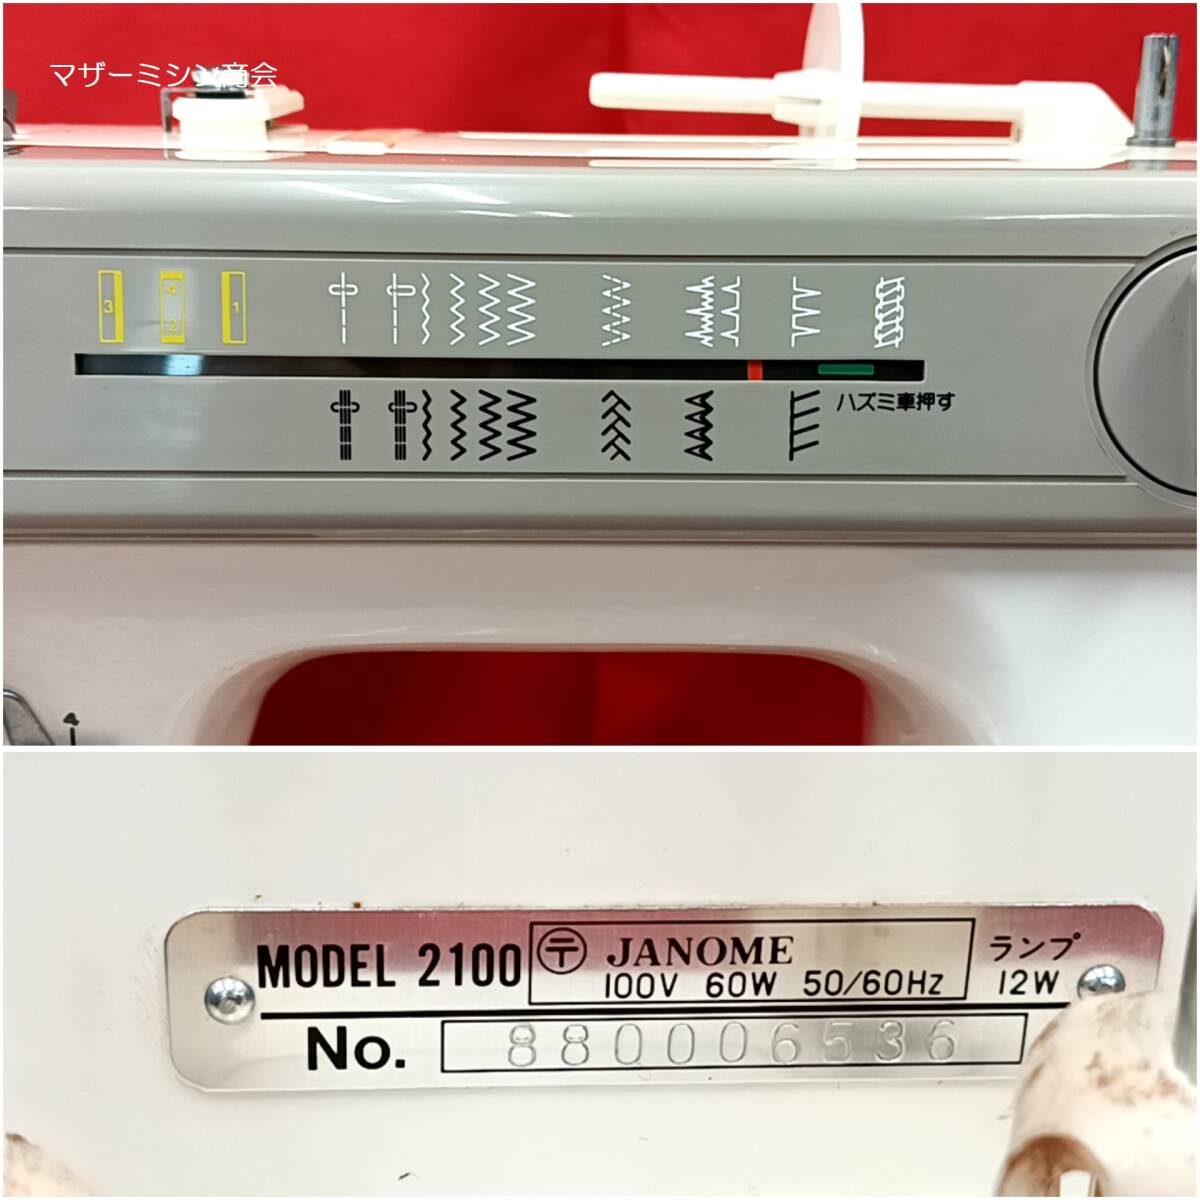 マザーミシン商会
3 4 2 1
ハズミ車押す
4
MODEL 2100 〒 JANOME ランプ
100V 60W 50/60Hz 12W
No. 880006536